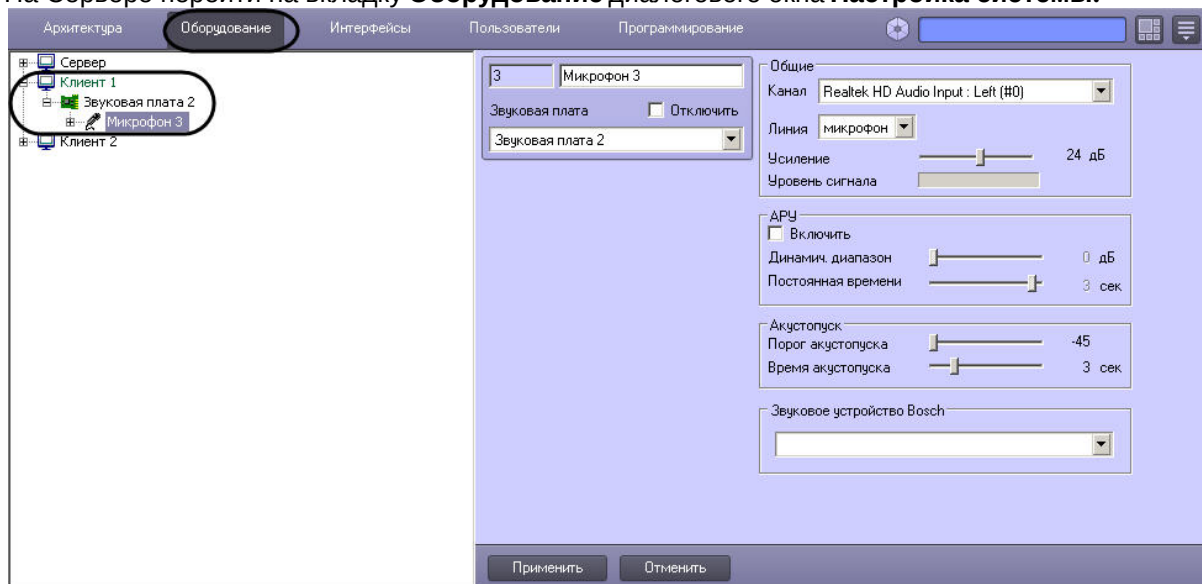 На Сервере перейти на вкладку Оборудование диалогового окна Настройка системы.
Архитектура Оборудование Интерфейсы Пользователи Программирование
Сервер
Клиент 1
Звуковая плата 2
Микрофон 3
Клиент 2
3 Микрофон 3
Звуковая плата Отключить
Звуковая плата 2
Общие
Канал Realtek HD Audio Input : Left (#0)
Линия микрофон
Усиление 24 дБ
Уровень сигнала
АРУ
Включить
Динамич. диапазон 0 дБ
Постоянная времени 3 сек
Акустопуск
Порог акустопуска -45
Время акустопуска 3 сек
Звуковое устройство Bosch
Применить Отменить